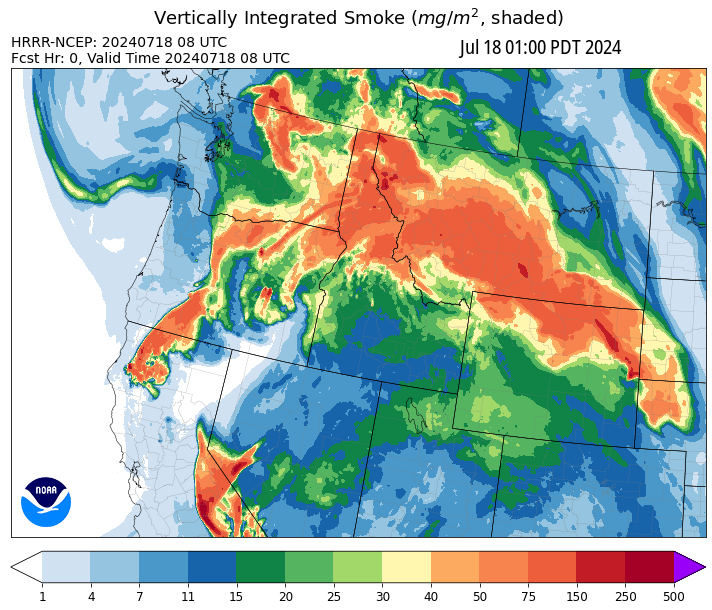 Vertically Integrated Smoke (mg/m², shaded)
HRRR-NCEP: 20240718 08 UTC
Fcst Hr: 0, Valid Time 20240718 08 UTC
Jul 18 01:00 PDT 2024
NOAA
1 4 7 11 15 20 25 30 40 50 75 150 250 500